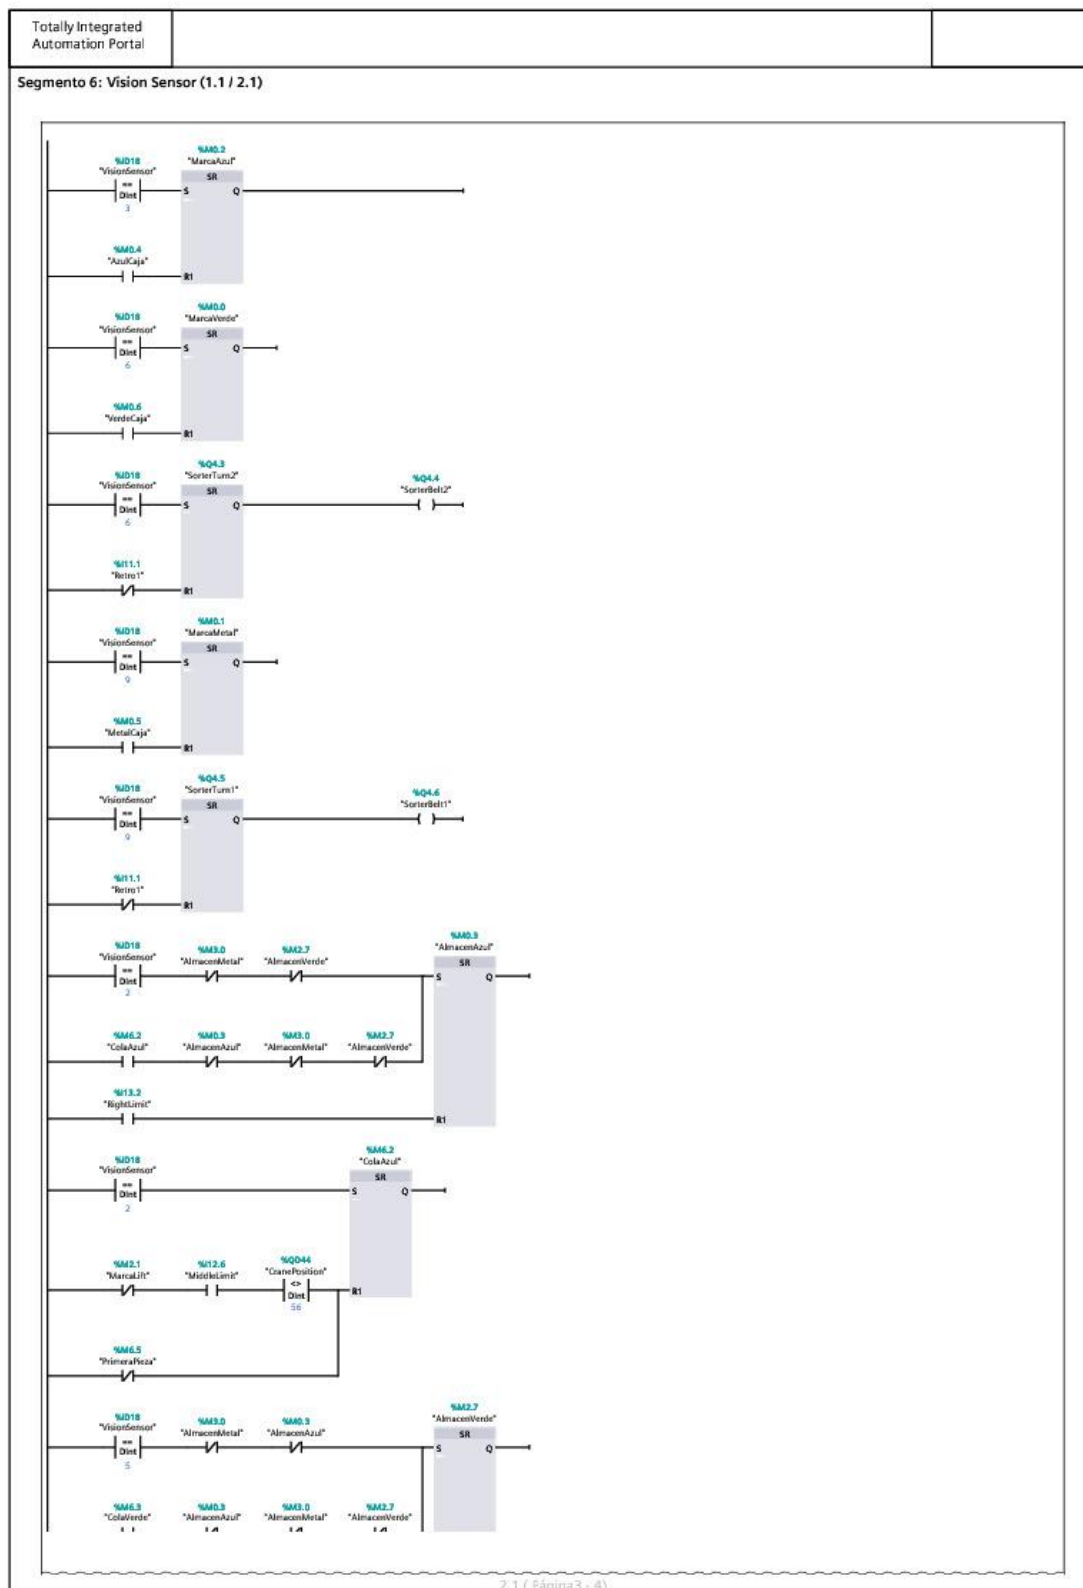 Totally Integrated
Automation Portal
Segmento 6: Vision Sensor (1.1 / 2.1)
%ID18
"VisionSensor"
==
DInt
3
%M0.2
"MarcaAzul"
SR
S Q
%M0.4
"AzulCaja"
R1
%ID18
"VisionSensor"
==
DInt
6
%M0.0
"MarcaVerde"
SR
S Q
%M0.6
"VerdeCaja"
R1
%ID18
"VisionSensor"
==
DInt
6
%Q4.3
"SorterTurn2"
SR
S Q
%Q4.4
"SorterBelt2"
%I11.1
"Retro1"
R1
%ID18
"VisionSensor"
==
DInt
9
%M0.1
"MarcaMetal"
SR
S Q
%M0.5
"MetalCaja"
R1
%ID18
"VisionSensor"
==
DInt
9
%Q4.5
"SorterTurn1"
SR
S Q
%Q4.6
"SorterBelt1"
%I11.1
"Retro1"
R1
%ID18
"VisionSensor"
==
DInt
2
%M3.0
"AlmacenMetal"
%M2.7
"AlmacenVerde"
%M0.3
"AlmacenAzul"
SR
S Q
%M6.2
"ColaAzul"
%M0.3
"AlmacenAzul"
%M3.0
"AlmacenMetal"
%M2.7
"AlmacenVerde"
%I13.2
"RightLimit"
R1
%ID18
"VisionSensor"
==
DInt
2
%M6.2
"ColaAzul"
SR
S Q
%M2.1
"MarcaLift"
%I12.6
"MiddleLimit"
%QD44
"CranePosition"
<>
DInt
56
R1
%M6.5
"PrimeraPieza"
%ID18
"VisionSensor"
==
DInt
5
%M3.0
"AlmacenMetal"
%M0.3
"AlmacenAzul"
%M2.7
"AlmacenVerde"
SR
S Q
%M6.3
"ColaVerde"
%M0.3
"AlmacenAzul"
%M3.0
"AlmacenMetal"
%M2.7
"AlmacenVerde"
2.1 ( Página3 - 4)